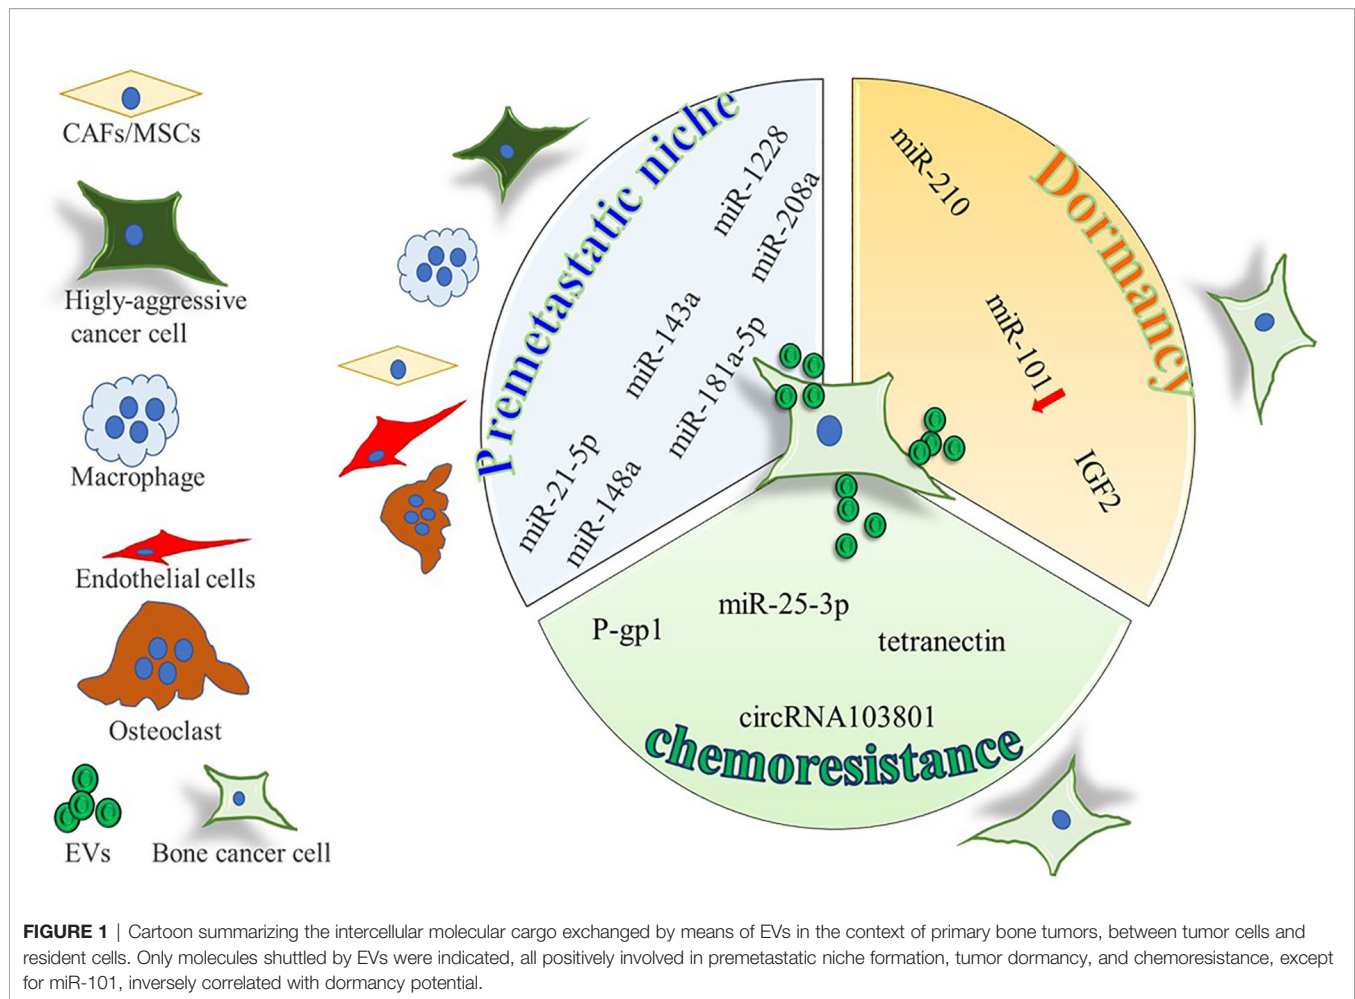 CAFs/MSCs
Higly-aggressive
cancer cell
Macrophage
Endothelial cells
Osteoclast
EVs
Bone cancer cell
Premetastatic niche
miR-1228
miR-208a
miR-143a
miR-181a-5p
miR-21-5p
miR-148a
Dormancy
miR-210
miR-101
IGF2
miR-25-3p
P-gp1
tetranectin
circRNA103801
chemoresistance
FIGURE 1 | Cartoon summarizing the intercellular molecular cargo exchanged by means of EVs in the context of primary bone tumors, between tumor cells and
resident cells. Only molecules shuttled by EVs were indicated, all positively involved in premetastatic niche formation, tumor dormancy, and chemoresistance, except
for miR-101, inversely correlated with dormancy potential.